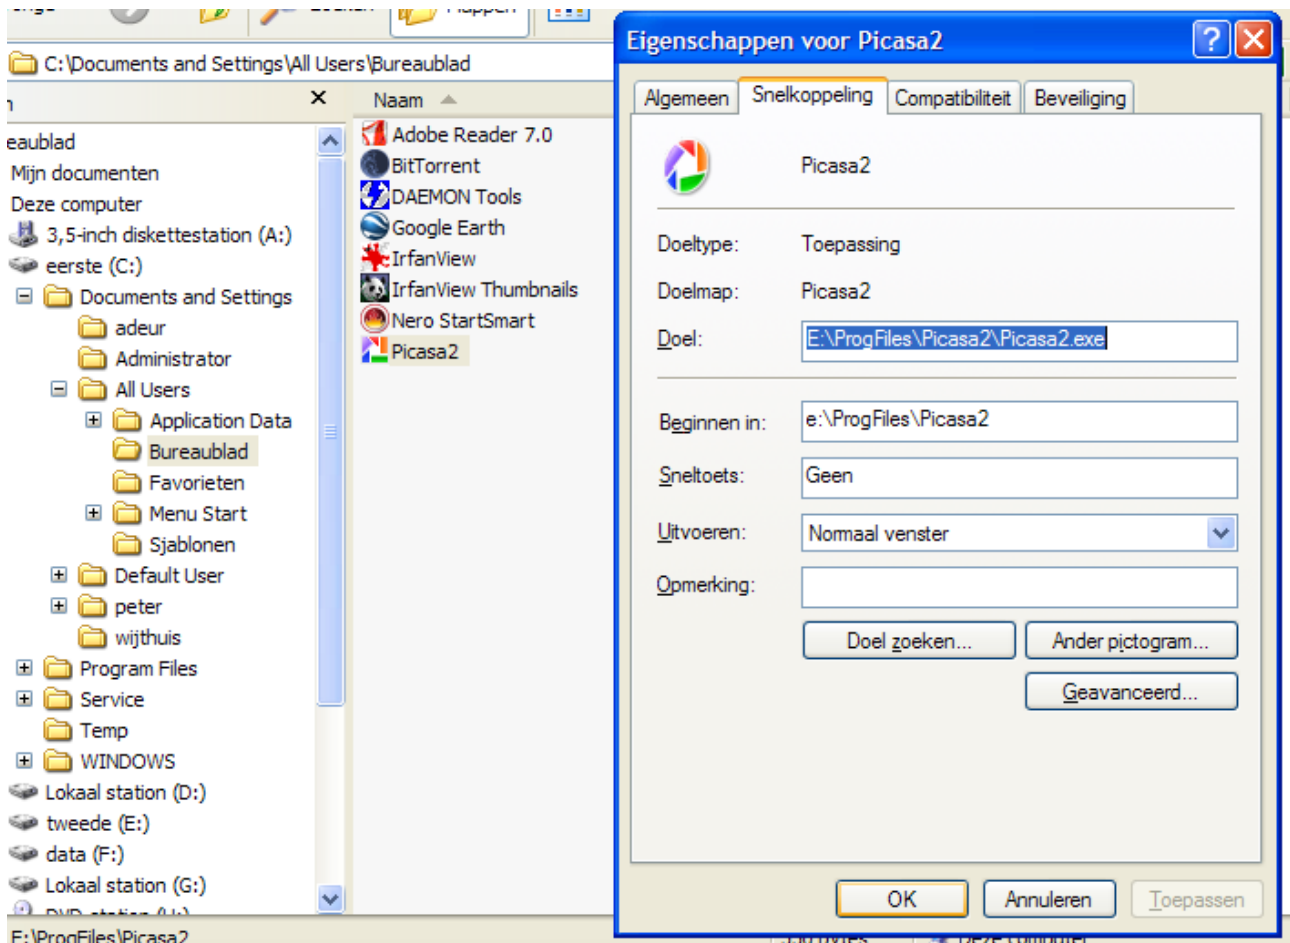 Mappen
C:\Documents and Settings\All Users\Bureaublad
Naam
eaublad
Mijn documenten
Deze computer
3,5-inch diskettestation (A:)
eerste (C:)
Documents and Settings
adeur
Administrator
All Users
Application Data
Bureaublad
Favorieten
Menu Start
Sjablonen
Default User
peter
wijthuis
Program Files
Service
Temp
WINDOWS
Lokaal station (D:)
tweede (E:)
data (F:)
Lokaal station (G:)
E:\ProgFiles\Picasa2
Adobe Reader 7.0
BitTorrent
DAEMON Tools
Google Earth
IrfanView
IrfanView Thumbnails
Nero StartSmart
Picasa2
Eigenschappen voor Picasa2
Algemeen Snelkoppeling Compatibiliteit Beveiliging
Picasa2
Doeltype: Toepassing
Doelmap: Picasa2
Doel: E:\ProgFiles\Picasa2\Picasa2.exe
Beginnen in: e:\ProgFiles\Picasa2
Sneltoets: Geen
Uitvoeren: Normaal venster
Opmerking:
Doel zoeken... Ander pictogram...
Geavanceerd...
OK Annuleren Toepassen